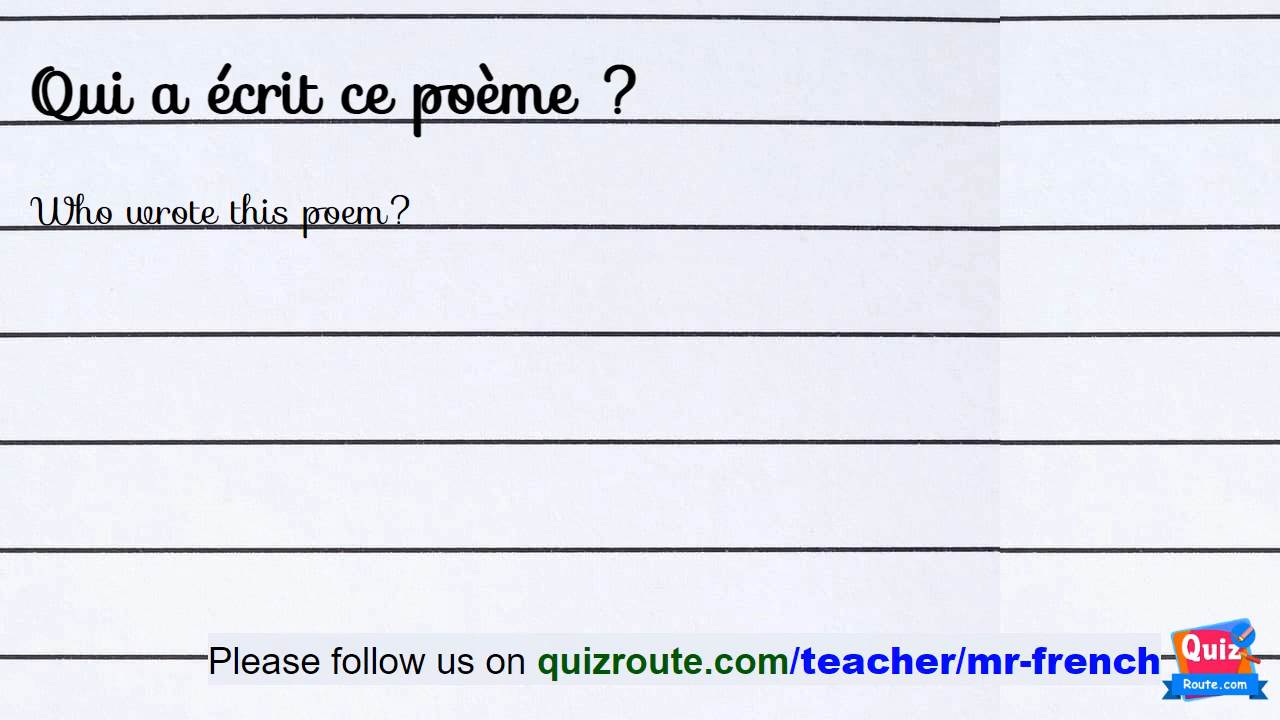 Qui a écrit ce poème ?
Who wrote this poem?
Please follow us on quizroute.com/teacher/mr-french
Quiz
Route.com